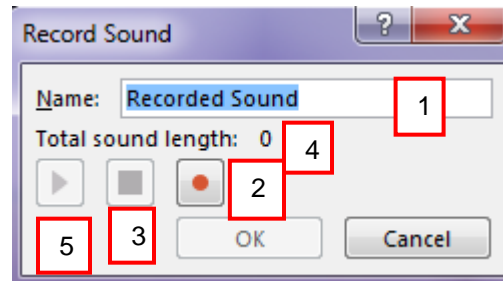 Record Sound ? X
Name: Recorded Sound 1
Total sound length: 0 4
2
5 3 OK Cancel